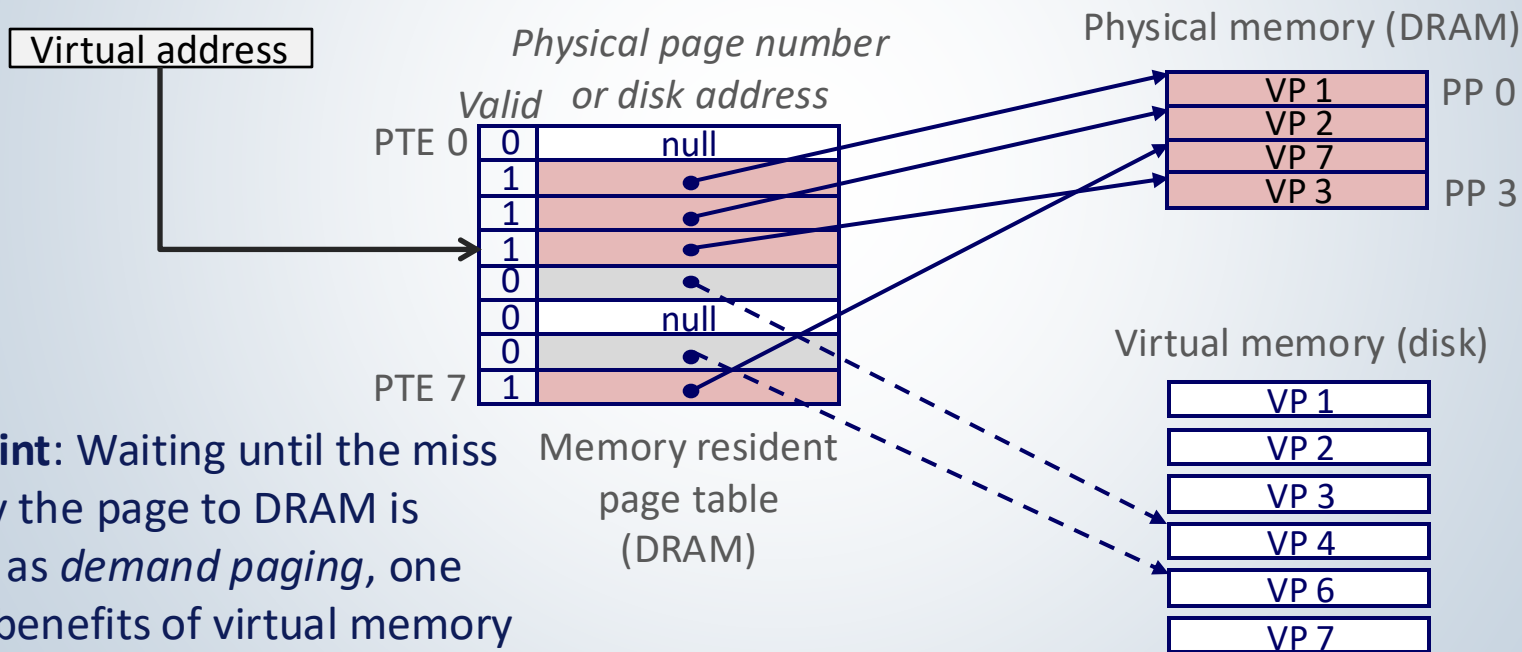 Virtual address
Physical page number
or disk address
Valid
PTE 0
0 null
1
1
1
0
0 null
0
PTE 7 1
Memory resident
page table
(DRAM)
Physical memory (DRAM)
VP 1 PP 0
VP 2
VP 7
VP 3 PP 3
Virtual memory (disk)
VP 1
VP 2
VP 3
VP 4
VP 6
VP 7
int: Waiting until the miss
the page to DRAM is
as demand paging, one
benefits of virtual memory